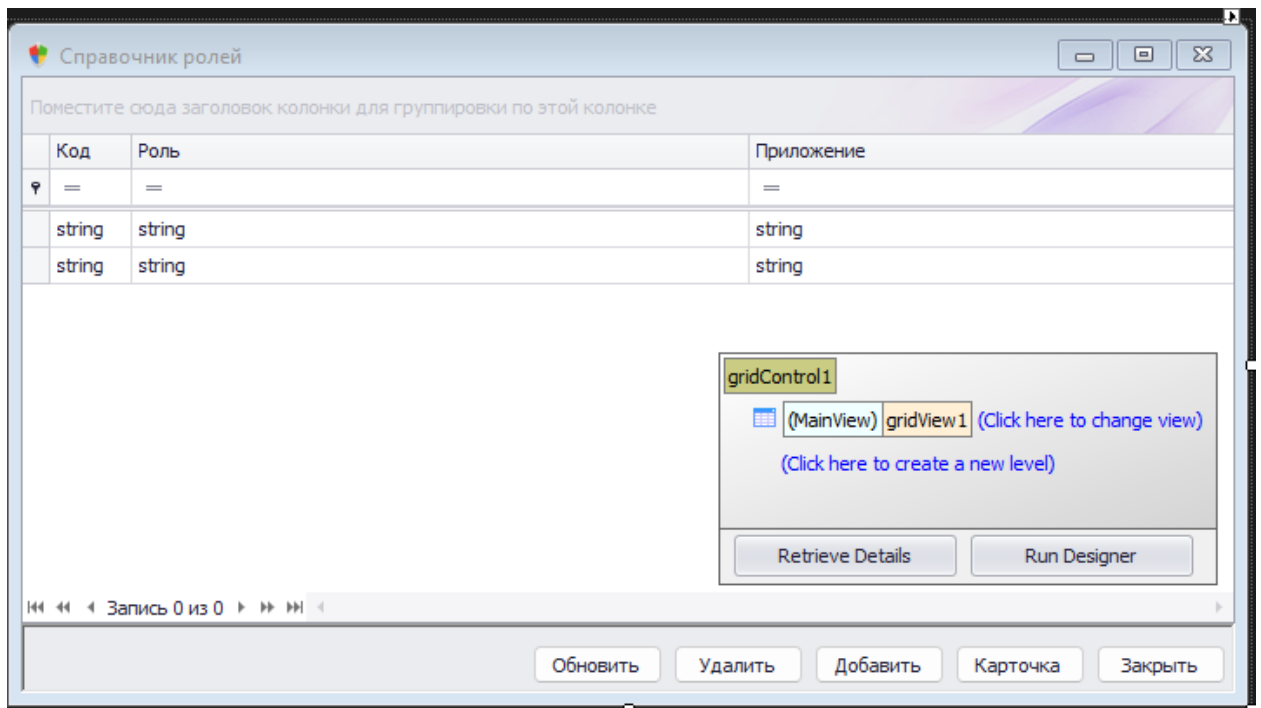 Справочник ролей
Поместите сюда заголовок колонки для группировки по этой колонке
Код Роль Приложение
= = =
string string string
string string string
gridControl1
(MainView) gridView1 (Click here to change view)
(Click here to create a new level)
Retrieve Details Run Designer
Запись 0 из 0
Обновить Удалить Добавить Карточка Закрыть